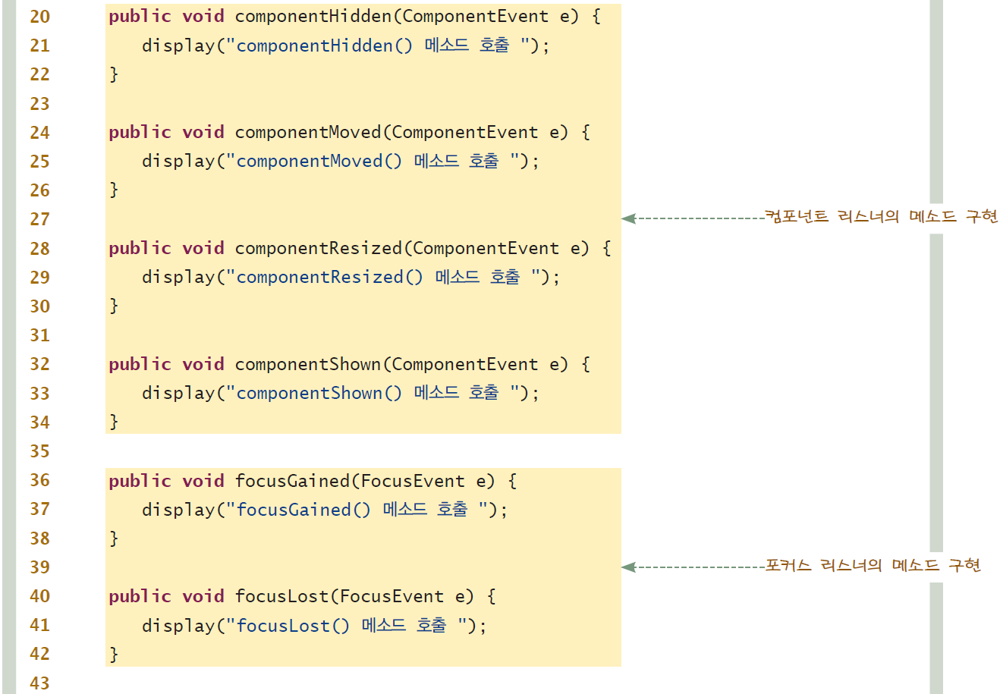 20 public void componentHidden(ComponentEvent e) {
21 display("componentHidden() 메소드 호출 ");
22 }
23
24 public void componentMoved(ComponentEvent e) {
25 display("componentMoved() 메소드 호출 ");
26 }
27 컴포넌트 리스너의 메소드 구현
28 public void componentResized(ComponentEvent e) {
29 display("componentResized() 메소드 호출 ");
30 }
31
32 public void componentShown(ComponentEvent e) {
33 display("componentShown() 메소드 호출 ");
34 }
35
36 public void focusGained(FocusEvent e) {
37 display("focusGained() 메소드 호출 ");
38 }
39 포커스 리스너의 메소드 구현
40 public void focusLost(FocusEvent e) {
41 display("focusLost() 메소드 호출 ");
42 }
43